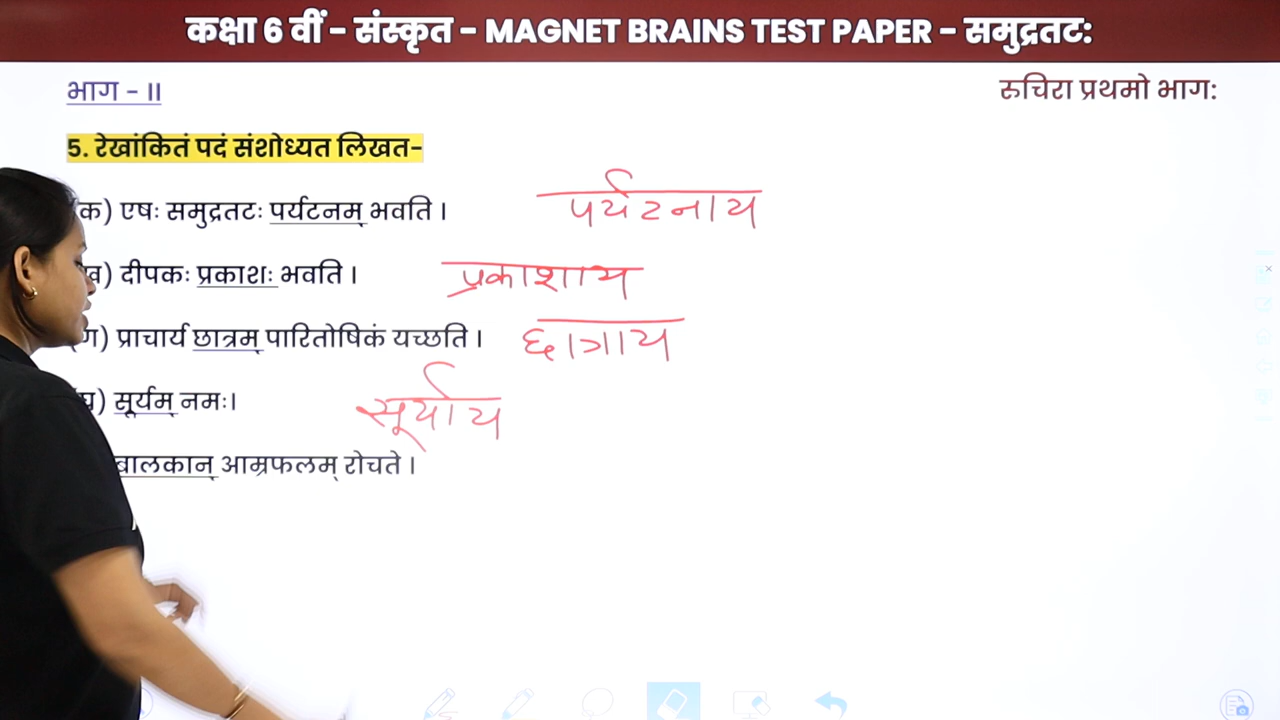 कक्षा 6 वीं - संस्कृत - MAGNET BRAINS TEST PAPER - समुद्रतट:
भाग - II
रुचिरा प्रथमो भाग:
5. रेखांकितं पदं संशोध्यत लिखत-
क) एषः समुद्रतटः पर्यटनम् भवति । पर्यटनाय
ख) दीपकः प्रकाशः भवति । प्रकाशाय
ग) प्राचार्य छात्रम् पारितोषिकं यच्छति । छात्राय
घ) सूर्यम् नमः। सूर्याय
बालकान् आम्रफलम् रोचते ।